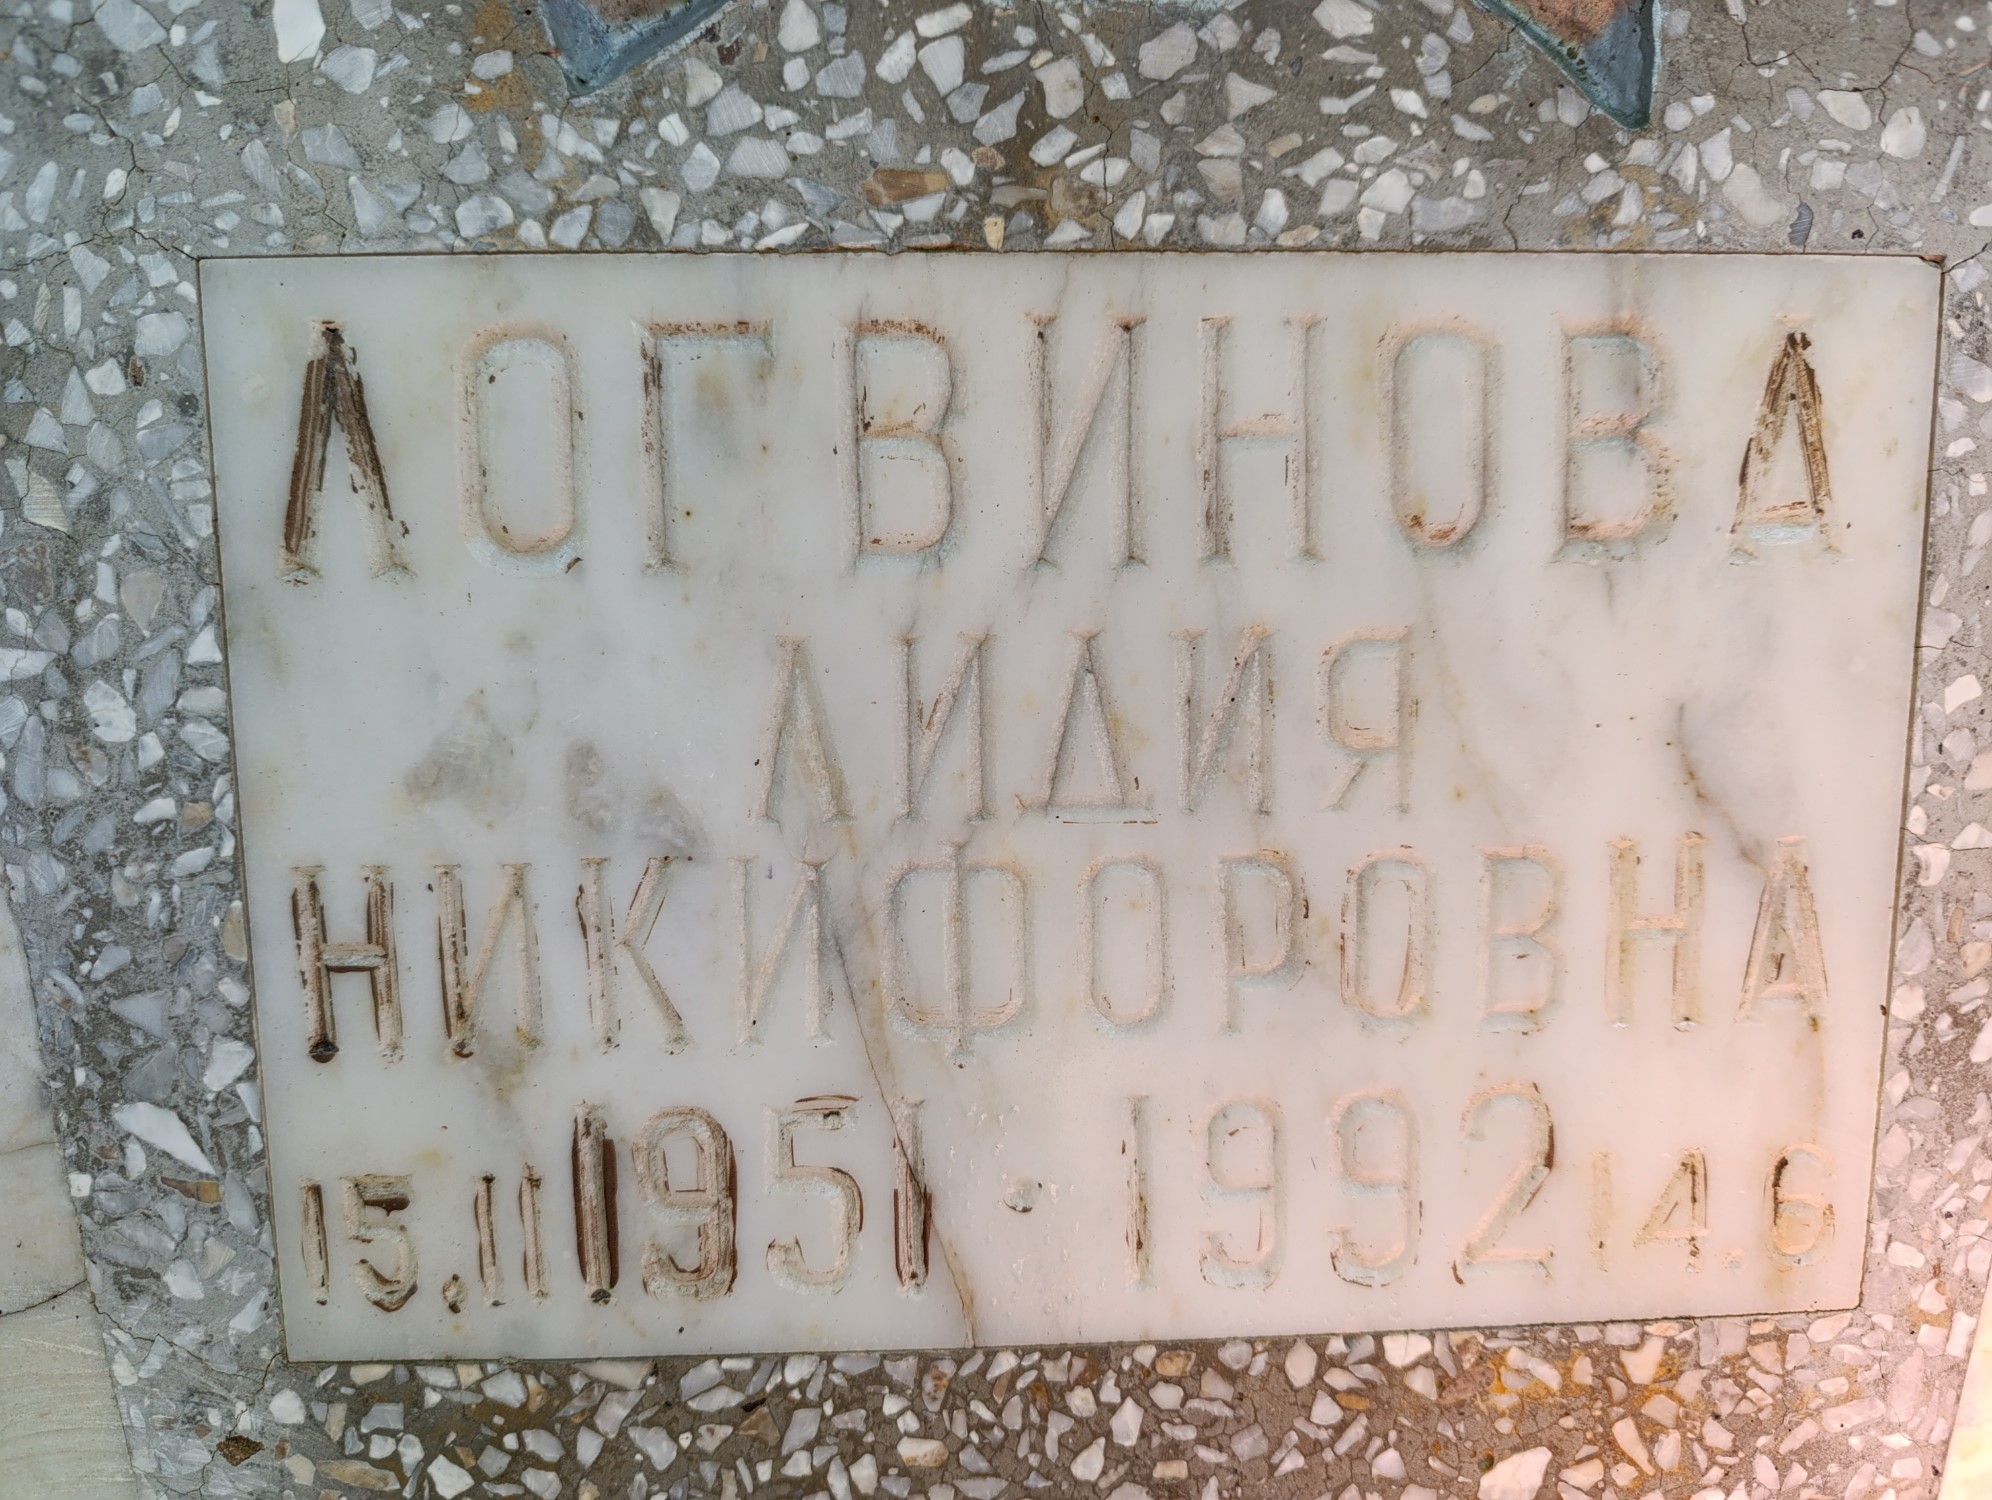 ЛОГВИНОВА
ЛИДИЯ
НИКИФОРОВНА
15.11 1951 · 1992 14.6